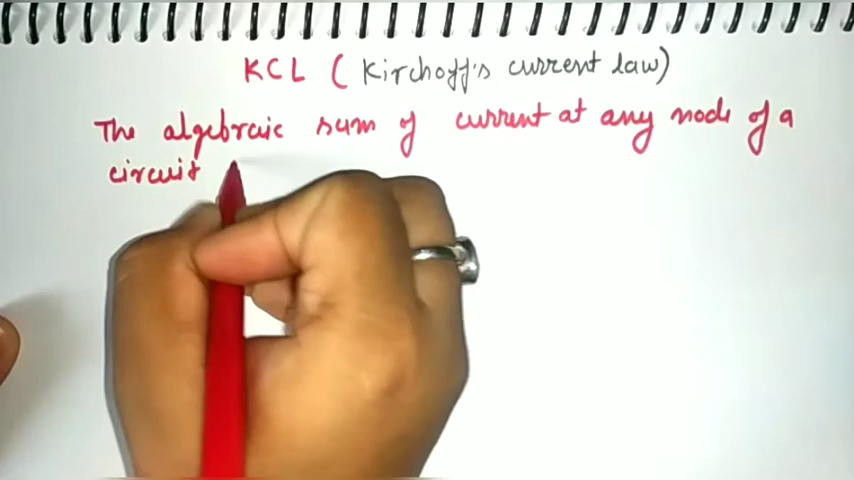 KCL ( Kirchoff's current law)
The algebraic sum of current at any node of a
circuit